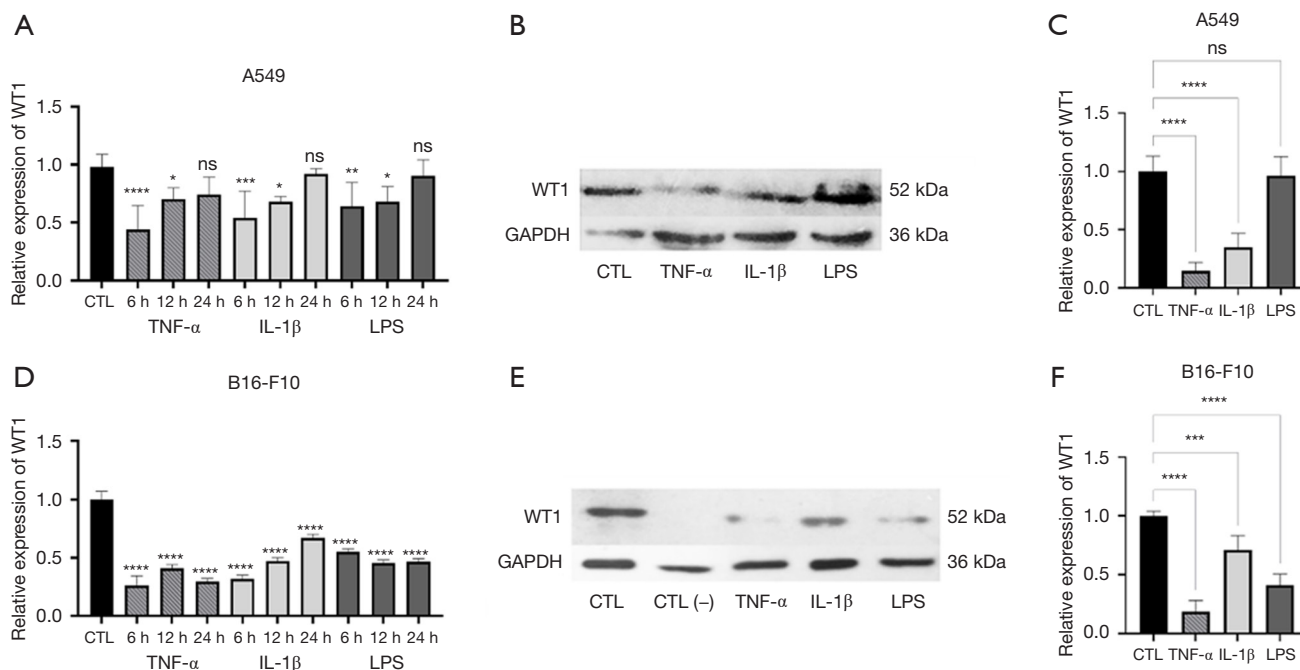 A
A549
Relative expression of WT1
1.5
1.0
0.5
0.0
**** * ns *** * ns ** * ns
CTL 6 h 12 h 24 h 6 h 12 h 24 h 6 h 12 h 24 h
TNF-α IL-1β LPS
B
WT1 52 kDa
GAPDH 36 kDa
CTL TNF-α IL-1β LPS
C
A549
ns
****
****
Relative expression of WT1
1.5
1.0
0.5
0.0
CTL TNF-α IL-1β LPS
D
B16-F10
Relative expression of WT1
1.5
1.0
0.5
0.0
**** **** **** **** **** **** **** **** ****
CTL 6 h 12 h 24 h 6 h 12 h 24 h 6 h 12 h 24 h
TNF-α IL-1β LPS
E
WT1 52 kDa
GAPDH 36 kDa
CTL CTL (–) TNF-α IL-1β LPS
F
B16-F10
****
***
****
Relative expression of WT1
1.5
1.0
0.5
0.0
CTL TNF-α IL-1β LPS